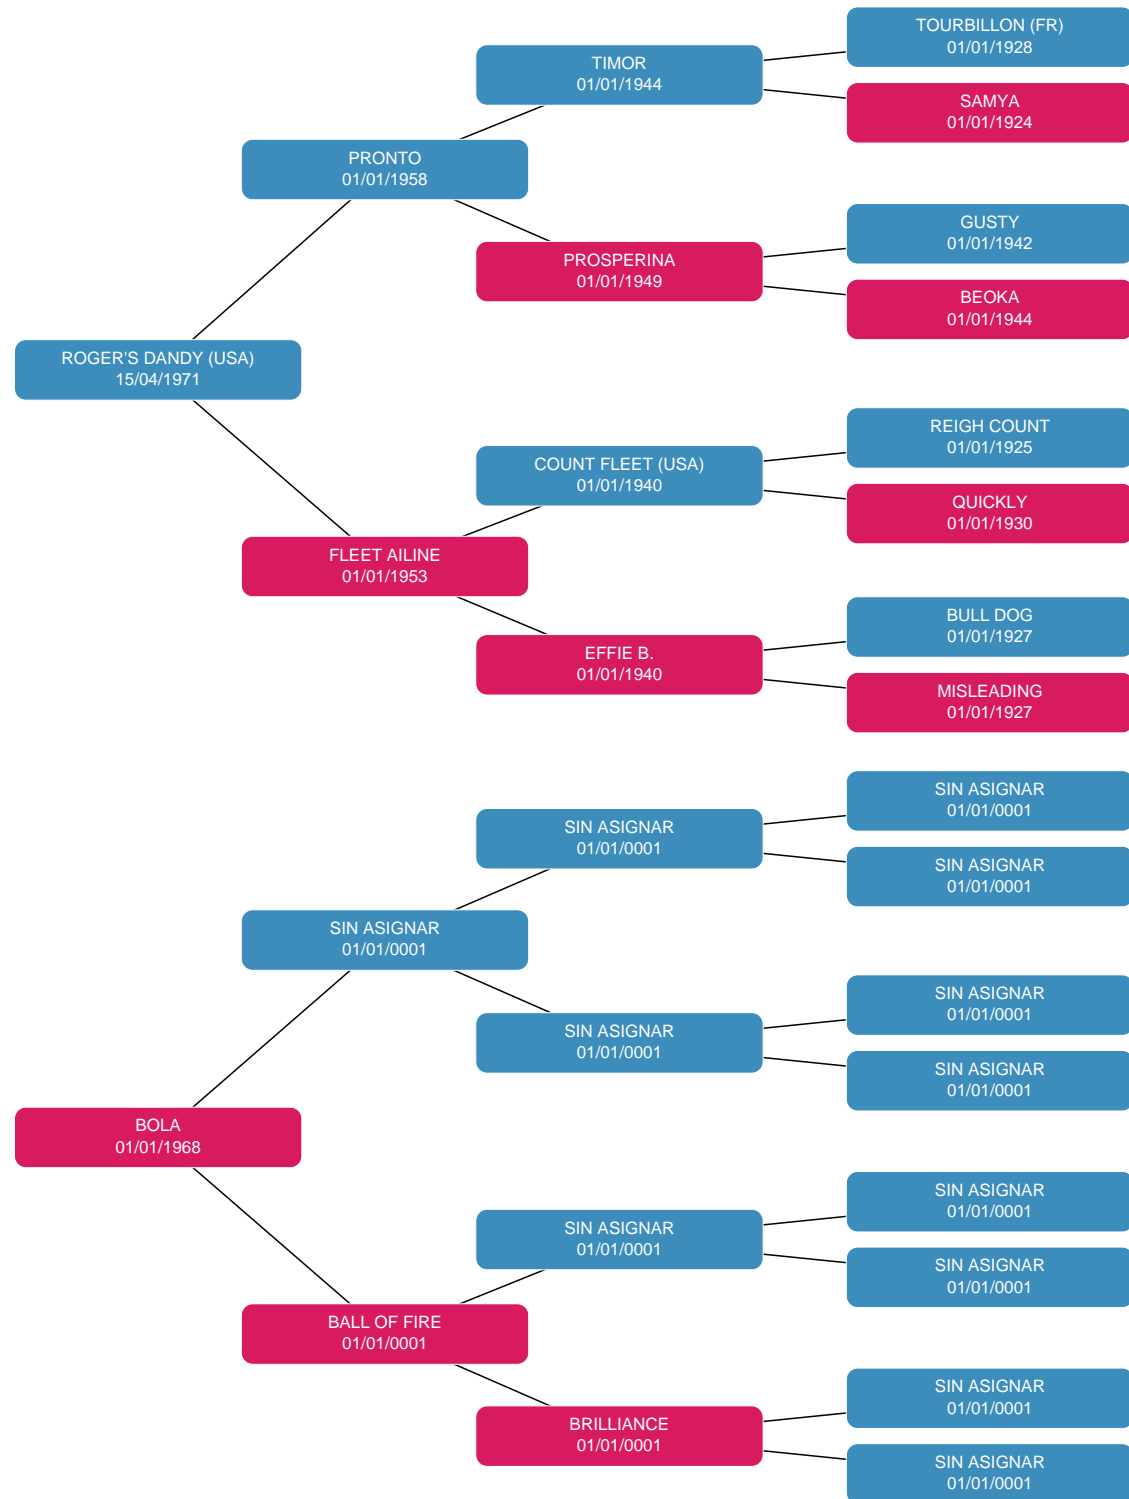 TOURBILLON (FR)
01/01/1928
TIMOR
01/01/1944
SAMYA
01/01/1924
PRONTO
01/01/1958
GUSTY
01/01/1942
PROSPERINA
01/01/1949
BEOKA
01/01/1944
ROGER'S DANDY (USA)
15/04/1971
REIGH COUNT
01/01/1925
COUNT FLEET (USA)
01/01/1940
QUICKLY
01/01/1930
FLEET AILINE
01/01/1953
BULL DOG
01/01/1927
EFFIE B.
01/01/1940
MISLEADING
01/01/1927
SIN ASIGNAR
01/01/0001
SIN ASIGNAR
01/01/0001
SIN ASIGNAR
01/01/0001
SIN ASIGNAR
01/01/0001
SIN ASIGNAR
01/01/0001
SIN ASIGNAR
01/01/0001
SIN ASIGNAR
01/01/0001
BOLA
01/01/1968
SIN ASIGNAR
01/01/0001
SIN ASIGNAR
01/01/0001
SIN ASIGNAR
01/01/0001
BALL OF FIRE
01/01/0001
SIN ASIGNAR
01/01/0001
BRILLIANCE
01/01/0001
SIN ASIGNAR
01/01/0001